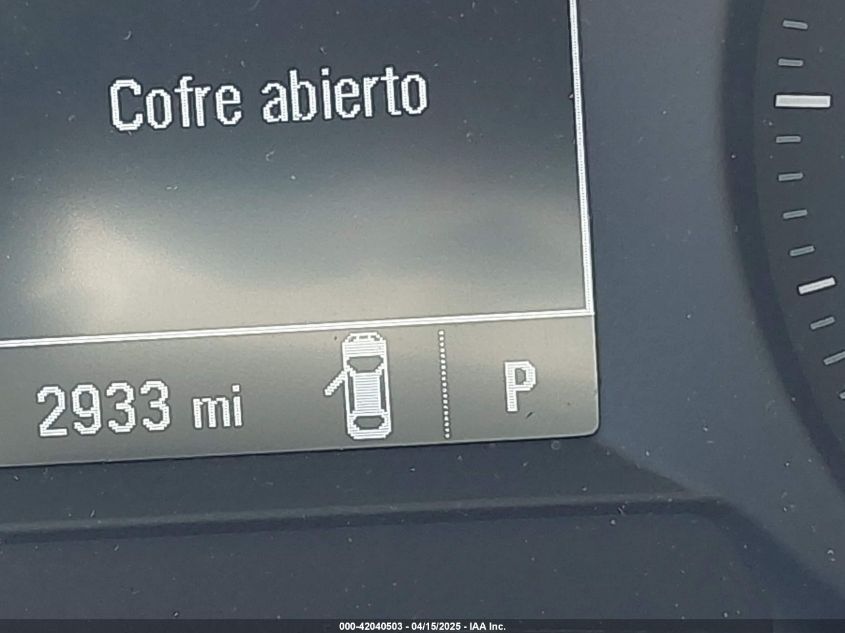 Cofre abierto
2933 mi
P
000-42040503 - 04/15/2025 - IAA Inc.